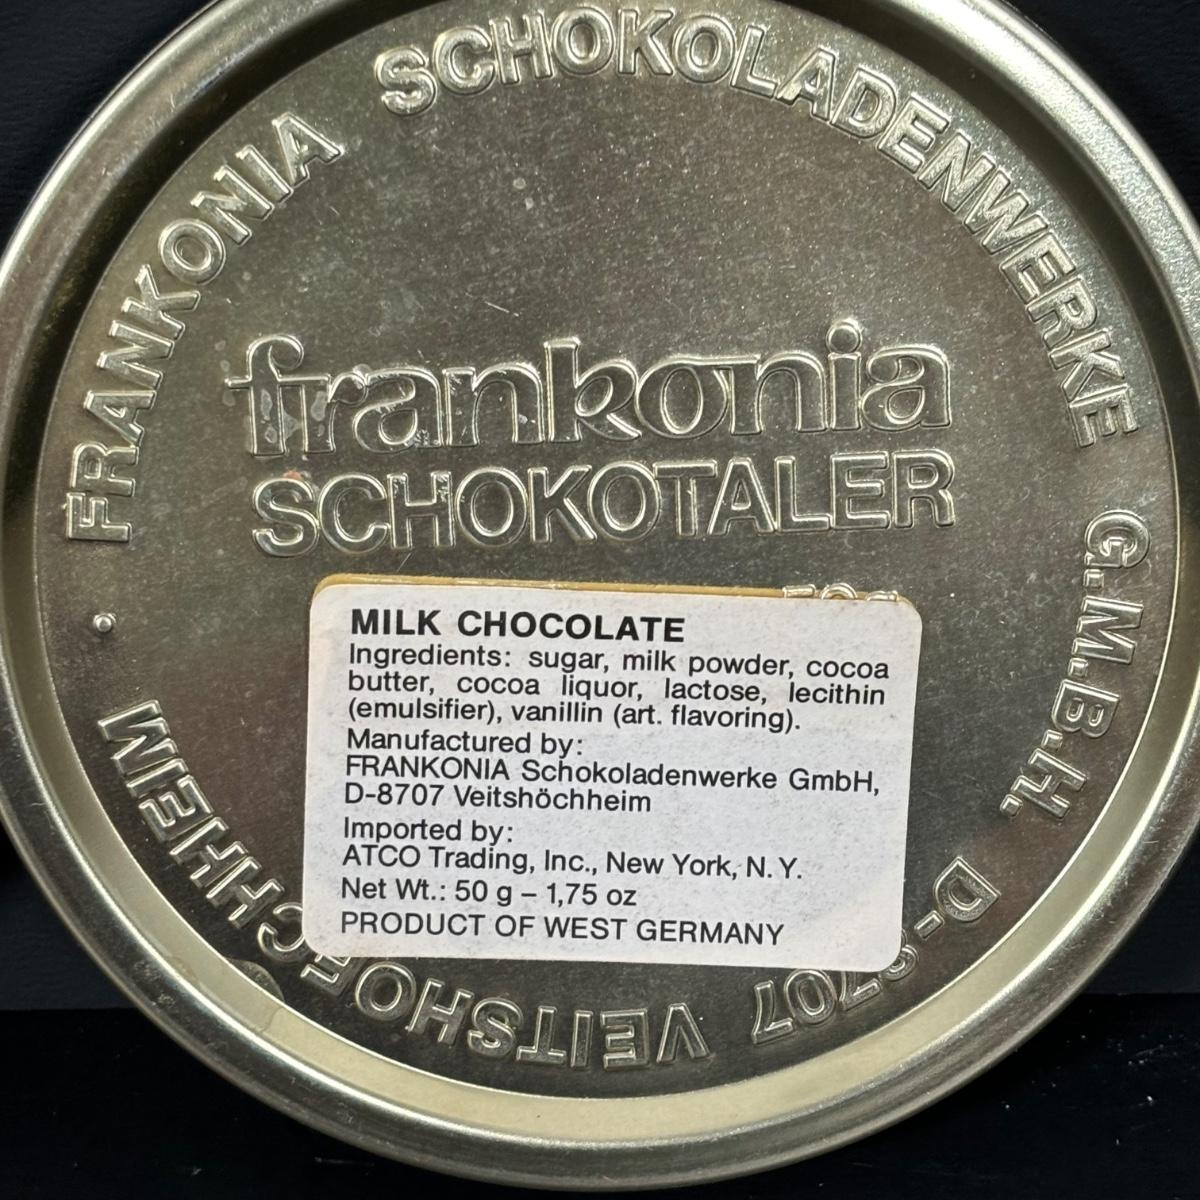 FRANKONIA SCHOKOLADENWERKE G.M.B.H. D-8707 VEITSHOECHHEIM ·
frankonia
SCHOKOTALER
MILK CHOCOLATE
Ingredients: sugar, milk powder, cocoa
butter, cocoa liquor, lactose, lecithin
(emulsifier), vanillin (art. flavoring).
Manufactured by:
FRANKONIA Schokoladenwerke GmbH,
D-8707 Veitshöchheim
Imported by:
ATCO Trading, Inc., New York, N. Y.
Net Wt.: 50 g – 1,75 oz
PRODUCT OF WEST GERMANY